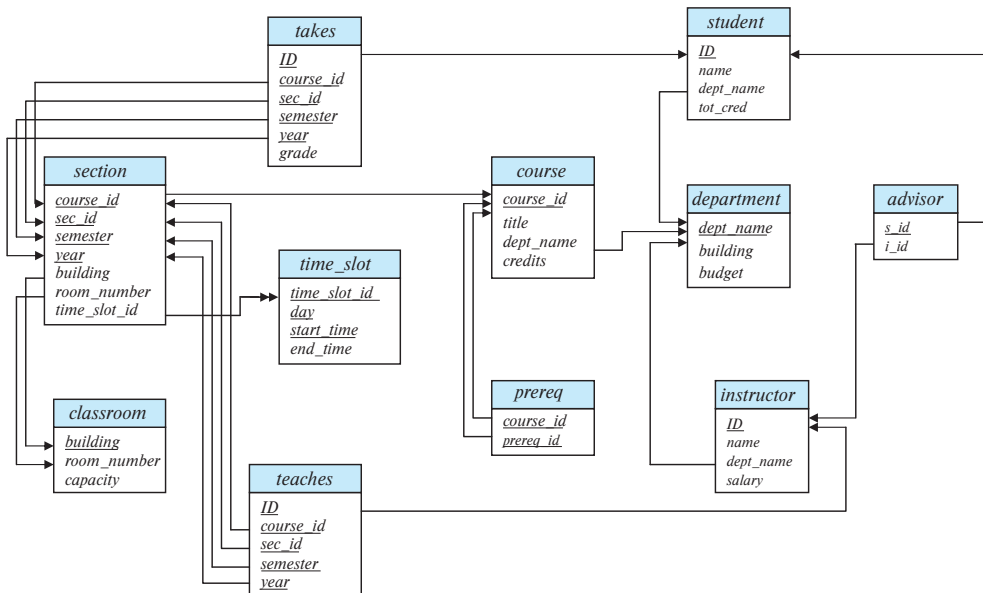 takes
ID
course_id
sec_id
semester
year
grade
student
ID
name
dept_name
tot_cred
section
course_id
sec_id
semester
year
building
room_number
time_slot_id
course
course_id
title
dept_name
credits
department
dept_name
building
budget
advisor
s_id
i_id
time_slot
time_slot_id
day
start_time
end_time
prereq
course_id
prereq_id
instructor
ID
name
dept_name
salary
classroom
building
room_number
capacity
teaches
ID
course_id
sec_id
semester
year